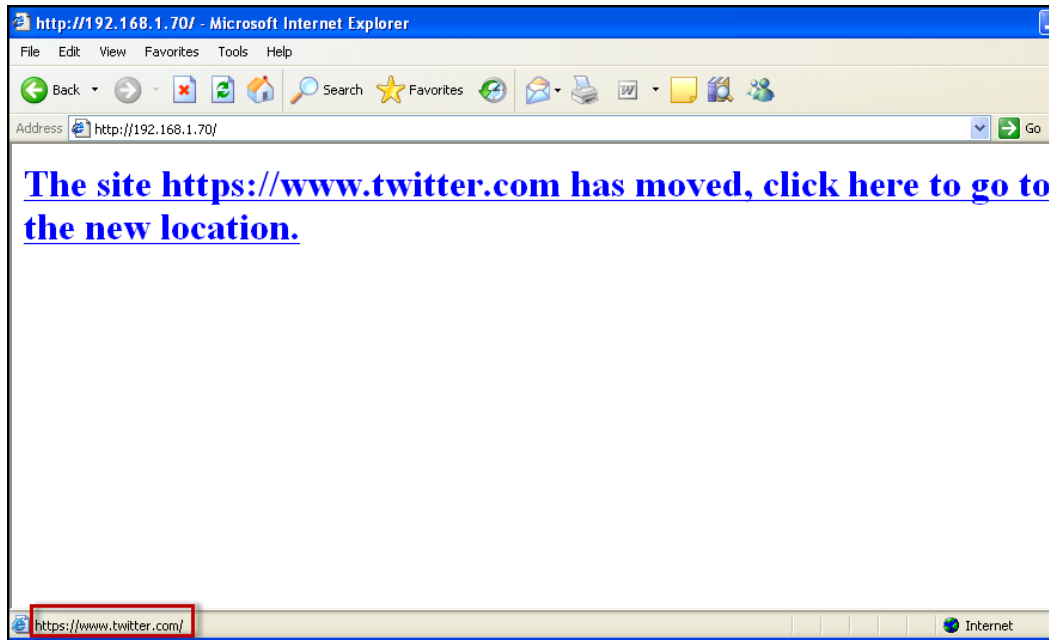 http://192.168.1.70/ - Microsoft Internet Explorer
File Edit View Favorites Tools Help
Back Search Favorites
Address http://192.168.1.70/ Go
The site https://www.twitter.com has moved, click here to go to
the new location.
https://www.twitter.com/ Internet